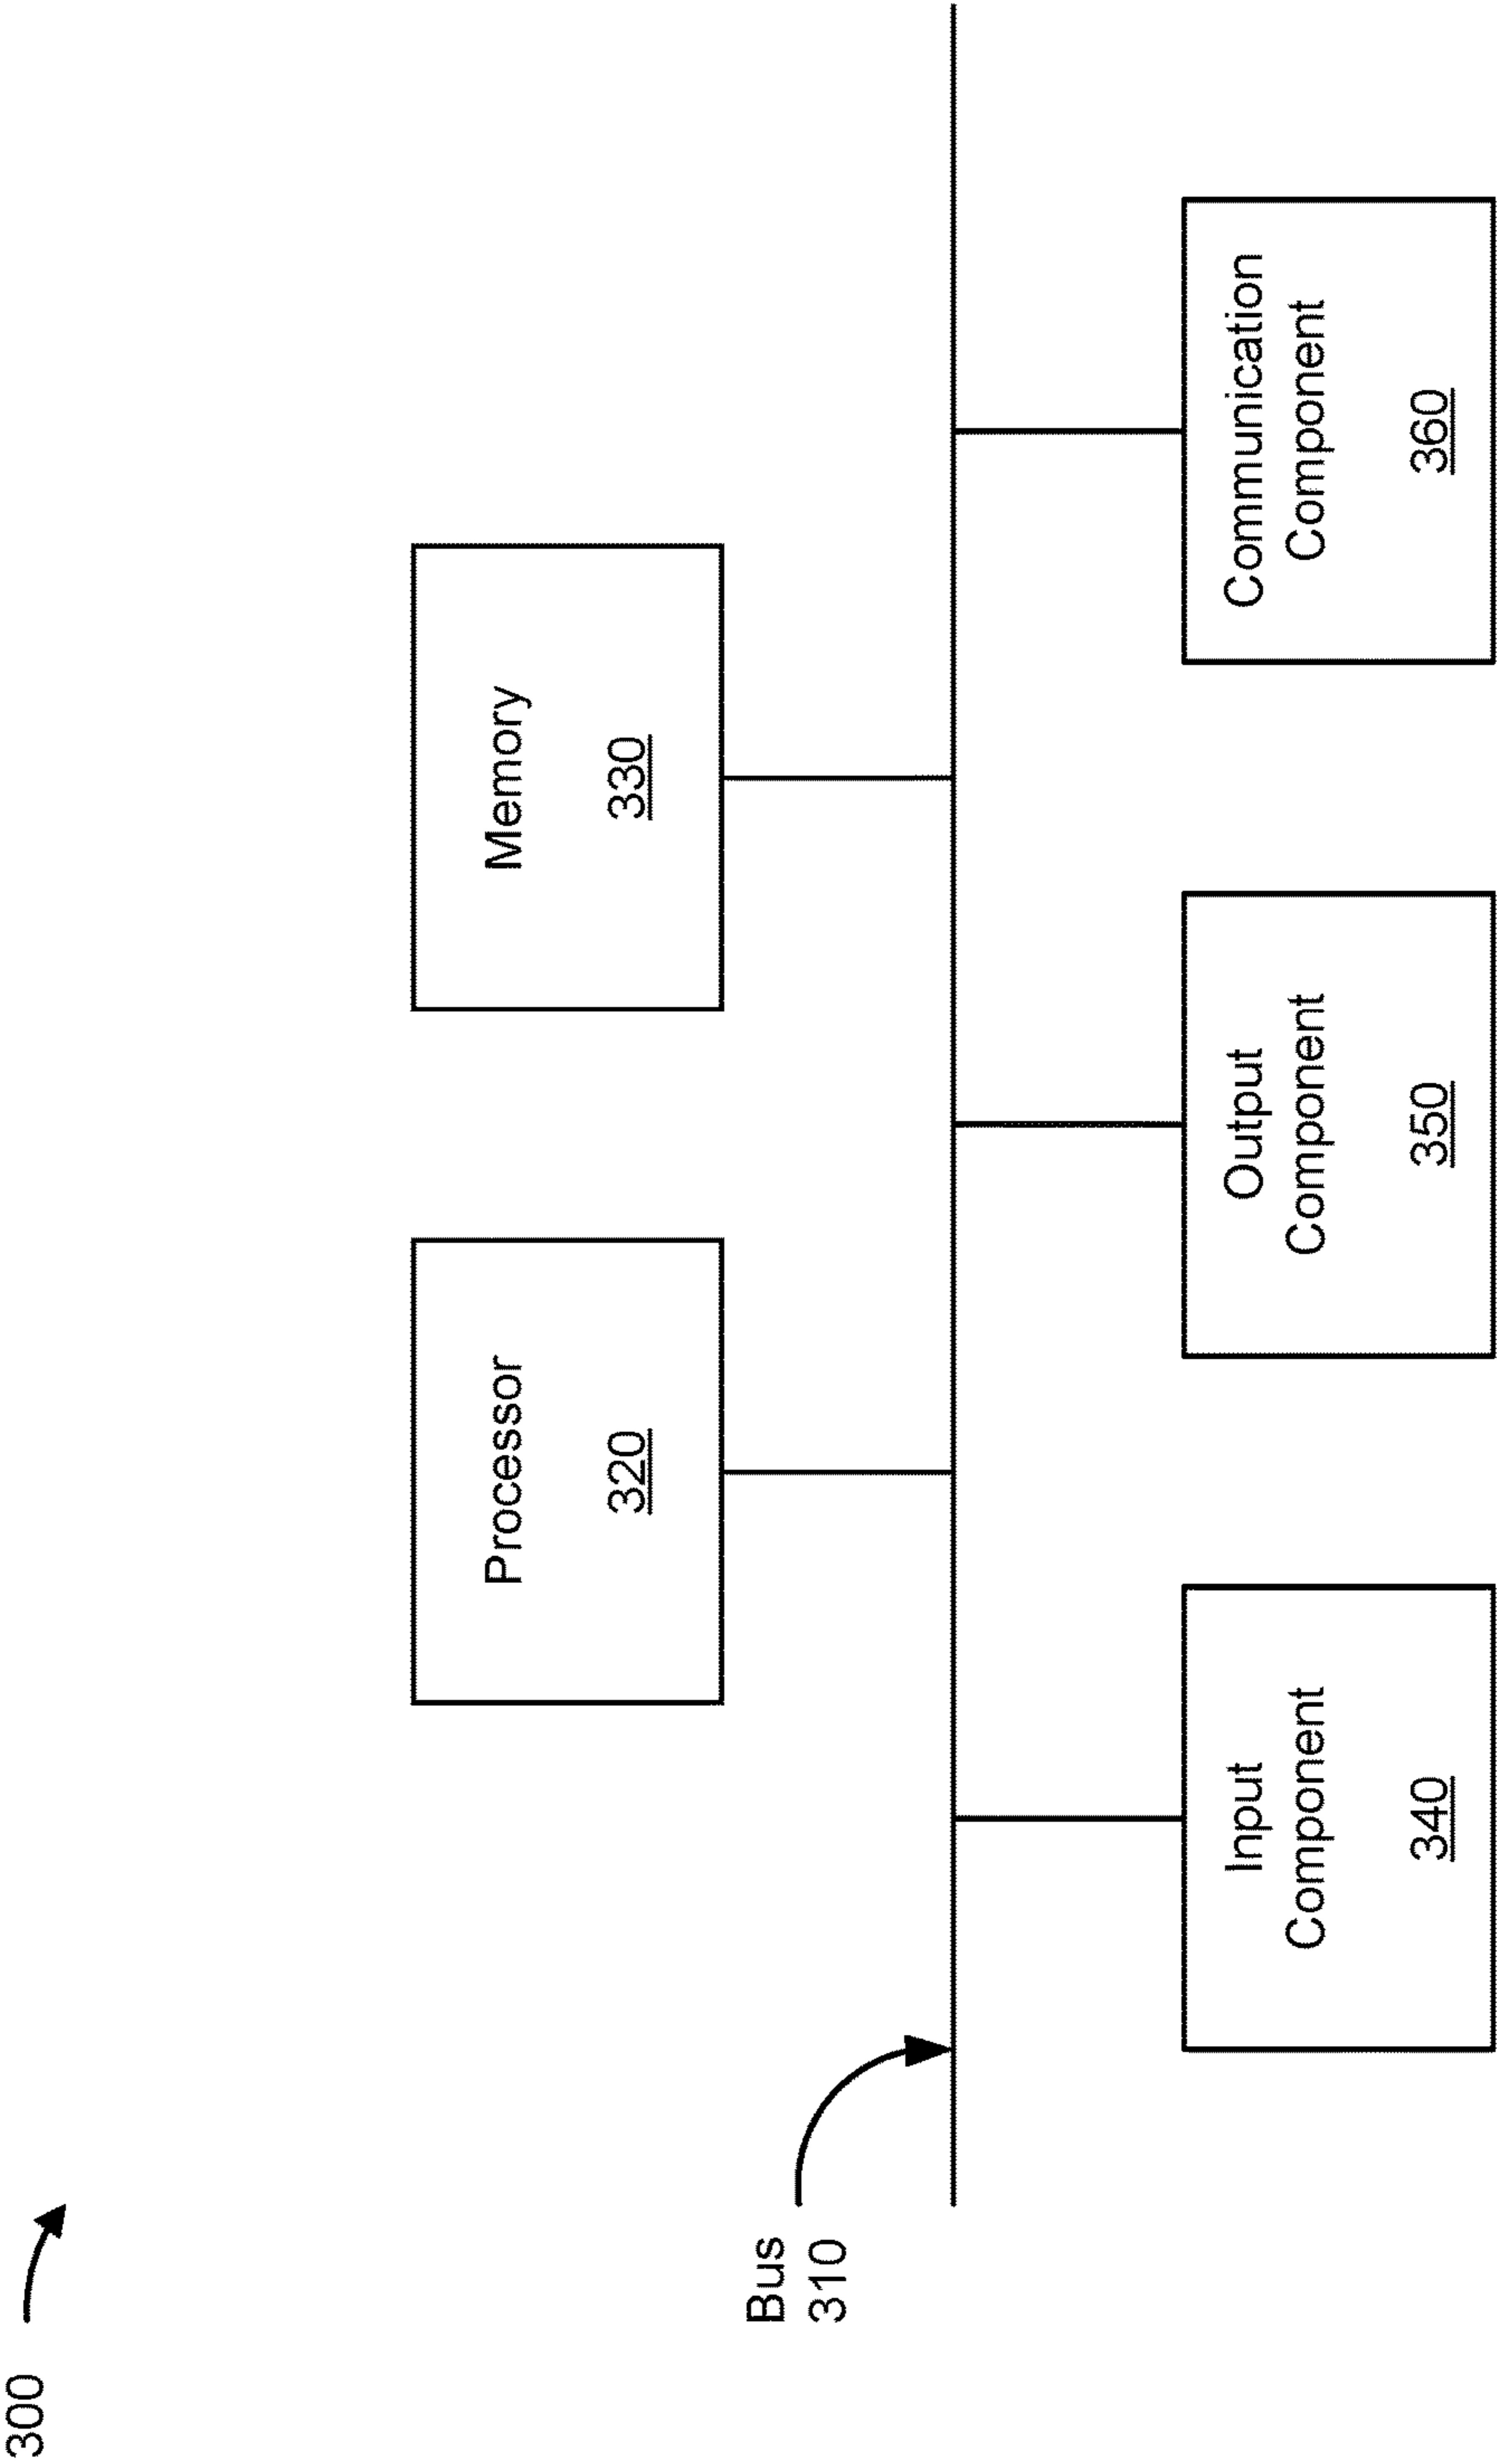 300
Processor
320
Memory
330
Bus
310
Input
Component
340
Output
Component
350
Communication
Component
360